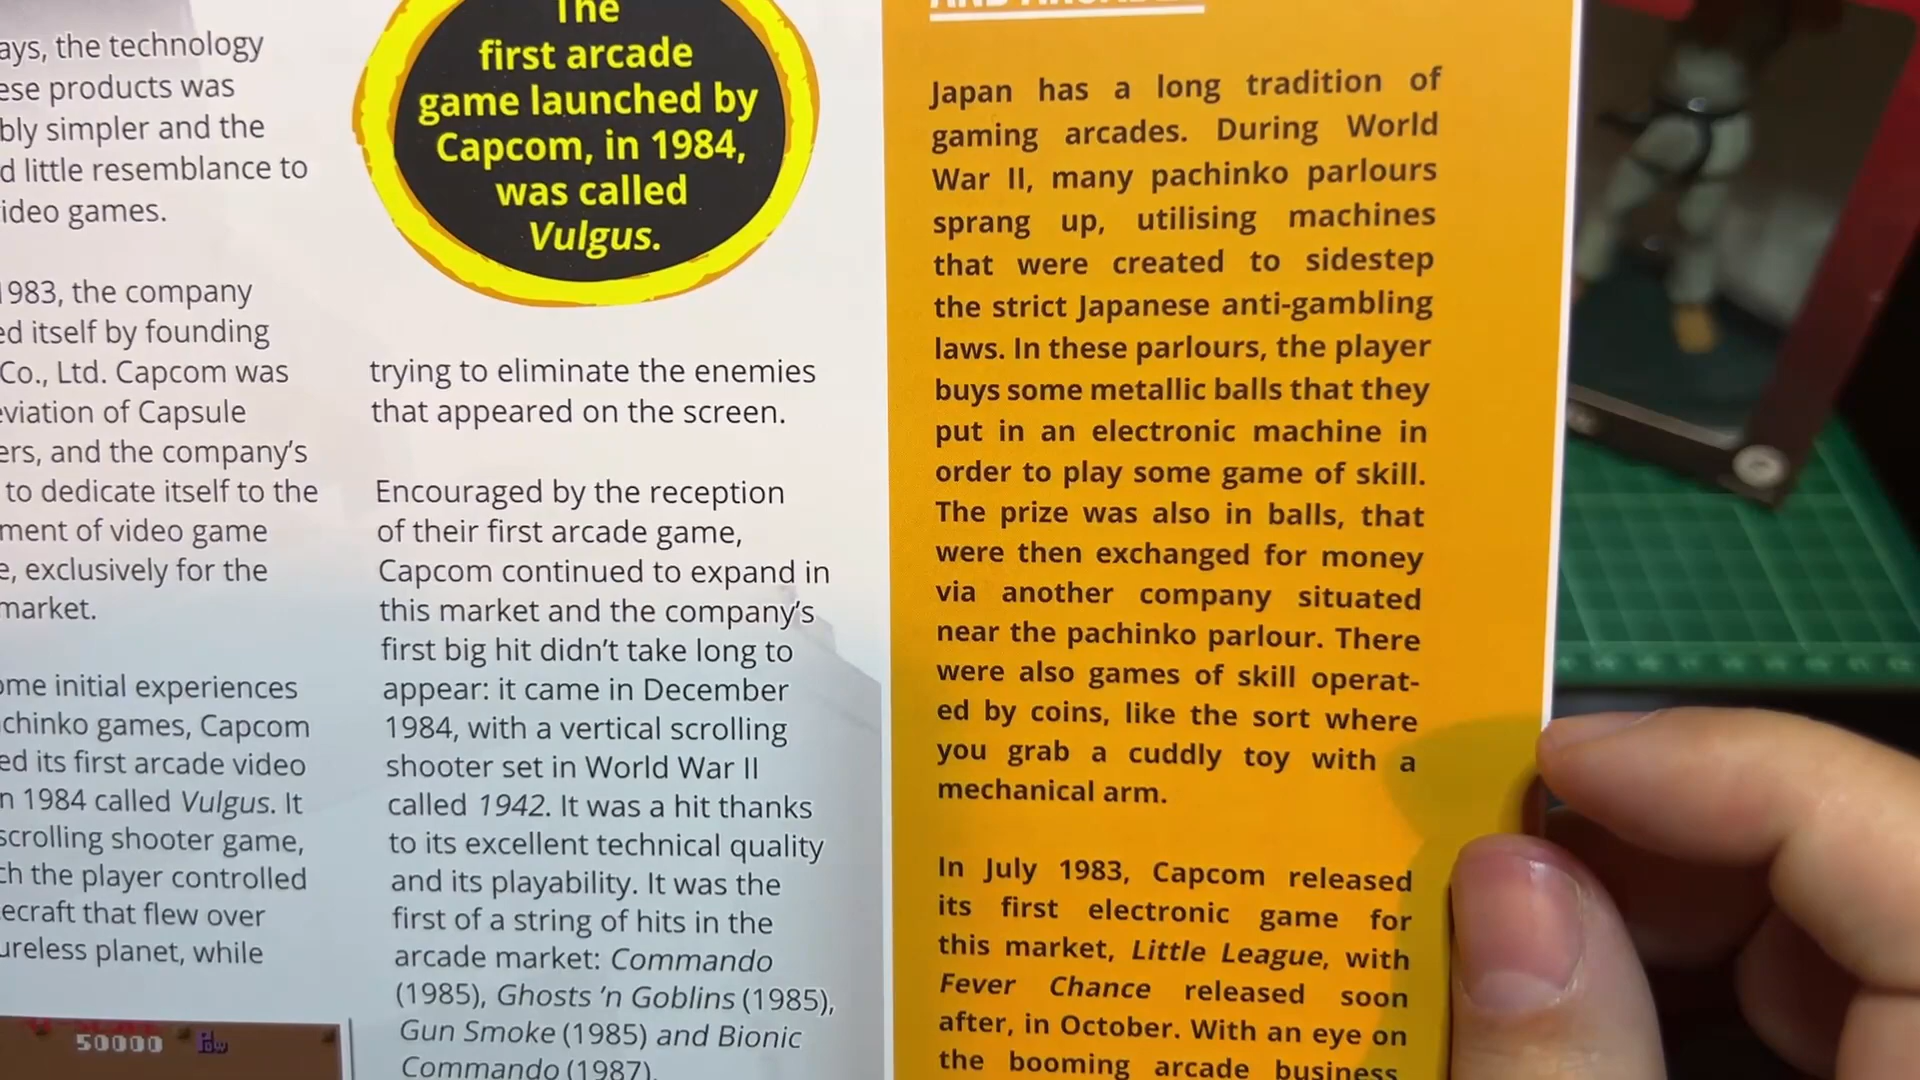 ays, the technology
ese products was
bly simpler and the
d little resemblance to
ideo games.
1983, the company
ed itself by founding
Co., Ltd. Capcom was
eviation of Capsule
ers, and the company's
to dedicate itself to the
ment of video game
e, exclusively for the
market.
ome initial experiences
achinko games, Capcom
ed its first arcade video
n 1984 called Vulgus. It
scrolling shooter game,
ch the player controlled
ecraft that flew over
ureless planet, while
50000 Pow
The
first arcade
game launched by
Capcom, in 1984,
was called
Vulgus.
trying to eliminate the enemies
that appeared on the screen.
Encouraged by the reception
of their first arcade game,
Capcom continued to expand in
this market and the company's
first big hit didn't take long to
appear: it came in December
1984, with a vertical scrolling
shooter set in World War II
called 1942. It was a hit thanks
to its excellent technical quality
and its playability. It was the
first of a string of hits in the
arcade market: Commando
(1985), Ghosts 'n Goblins (1985),
Gun Smoke (1985) and Bionic
Commando (1987).
Japan has a long tradition of
gaming arcades. During World
War II, many pachinko parlours
sprang up, utilising machines
that were created to sidestep
the strict Japanese anti-gambling
laws. In these parlours, the player
buys some metallic balls that they
put in an electronic machine in
order to play some game of skill.
The prize was also in balls, that
were then exchanged for money
via another company situated
near the pachinko parlour. There
were also games of skill operat-
ed by coins, like the sort where
you grab a cuddly toy with a
mechanical arm.
In July 1983, Capcom released
its first electronic game for
this market, Little League, with
Fever Chance released soon
after, in October. With an eye on
the booming arcade business,